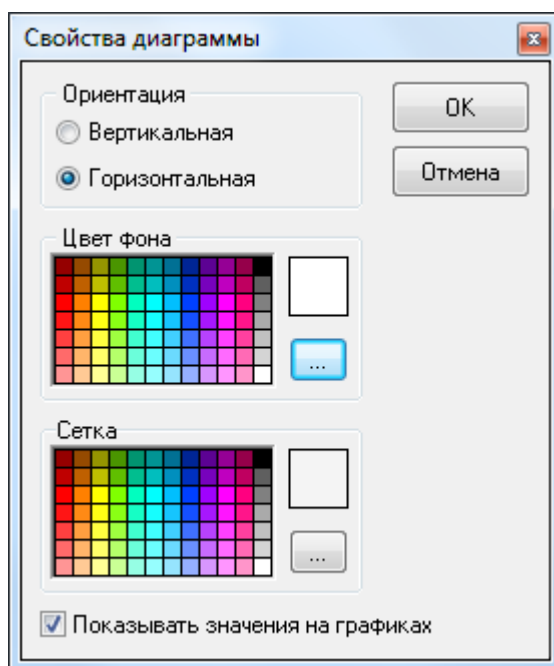 Свойства диаграммы
Ориентация
Вертикальная
Горизонтальная
OK
Отмена
Цвет фона
...
Сетка
...
Показывать значения на графиках